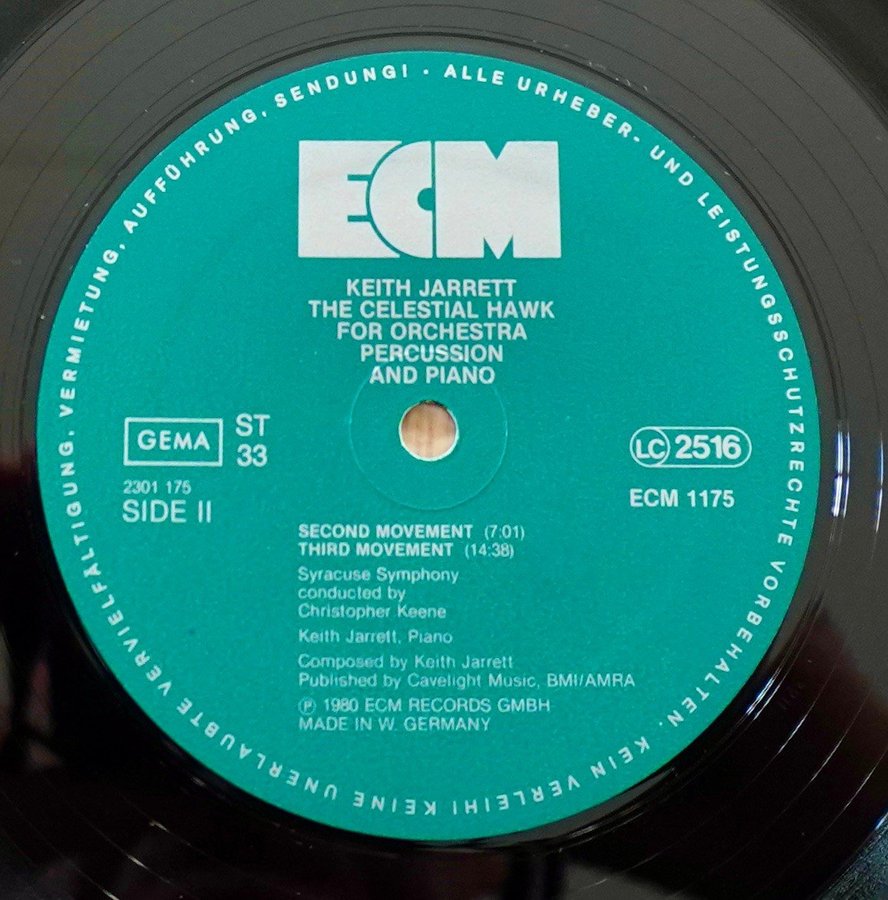 ECM
KEITH JARRETT
THE CELESTIAL HAWK
FOR ORCHESTRA
PERCUSSION
AND PIANO
GEMA
ST
33
2301 175
SIDE II
LC 2516
ECM 1175
SECOND MOVEMENT (7:01)
THIRD MOVEMENT (14:38)
Syracuse Symphony
conducted by
Christopher Keene
Keith Jarrett, Piano
Composed by Keith Jarrett
Published by Cavelight Music, BMI/AMRA
℗ 1980 ECM RECORDS GMBH
MADE IN W. GERMANY
ALLE URHEBER- UND LEISTUNGSSCHUTZRECHTE VORBEHALTEN. KEIN VERLEIH! KEINE UNERLAUBTE VERVIELFÄLTIGUNG, VERMIETUNG, AUFFÜHRUNG, SENDUNG! ·